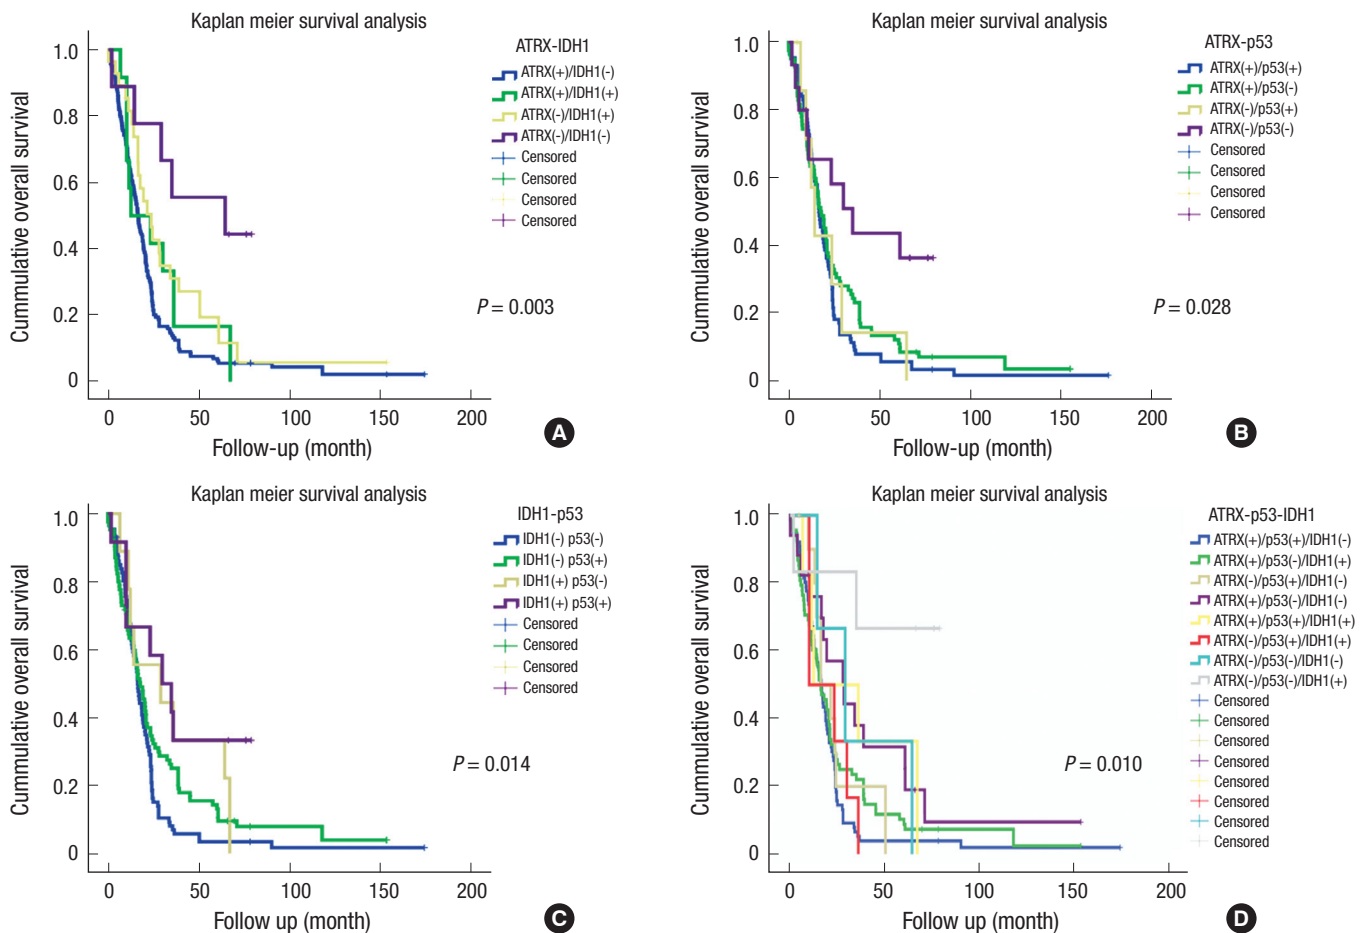 Kaplan meier survival analysis
ATRX-IDH1
ATRX(+)/IDH1(-)
ATRX(+)/IDH1(+)
ATRX(-)/IDH1(+)
ATRX(-)/IDH1(-)
Censored
Censored
Censored
Censored
Cummulative overall survival
1.0
0.8
0.6
0.4
0.2
0
P = 0.003
0 50 100 150 200
Follow-up (month)
A
Kaplan meier survival analysis
ATRX-p53
ATRX(+)/p53(+)
ATRX(+)/p53(-)
ATRX(-)/p53(+)
ATRX(-)/p53(-)
Censored
Censored
Censored
Censored
Cummulative overall survival
1.0
0.8
0.6
0.4
0.2
0
P = 0.028
0 50 100 150 200
Follow-up (month)
B
Kaplan meier survival analysis
IDH1-p53
IDH1(-) p53(-)
IDH1(-) p53(+)
IDH1(+) p53(-)
IDH1(+) p53(+)
Censored
Censored
Censored
Censored
Cummulative overall survival
1.0
0.8
0.6
0.4
0.2
0
P = 0.014
0 50 100 150 200
Follow up (month)
C
Kaplan meier survival analysis
ATRX-p53-IDH1
ATRX(+)/p53(+)/IDH1(-)
ATRX(+)/p53(-)/IDH1(+)
ATRX(-)/p53(+)/IDH1(-)
ATRX(+)/p53(-)/IDH1(-)
ATRX(+)/p53(+)/IDH1(+)
ATRX(-)/p53(+)/IDH1(+)
ATRX(-)/p53(-)/IDH1(-)
ATRX(-)/p53(-)/IDH1(+)
Censored
Censored
Censored
Censored
Censored
Censored
Censored
Censored
Cummulative overall survival
1.0
0.8
0.6
0.4
0.2
0
P = 0.010
0 50 100 150 200
Follow up (month)
D